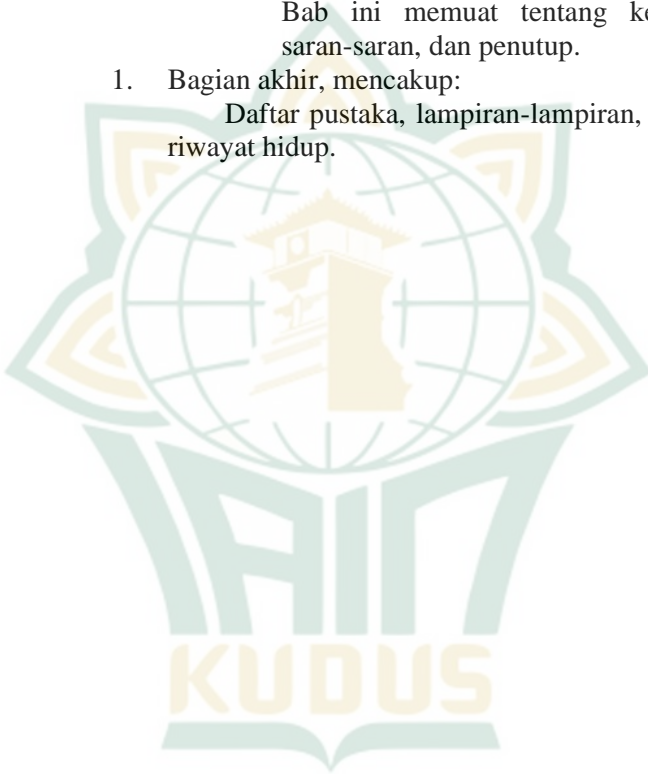 Bab ini memuat tentang
saran-saran, dan penutup.
1. Bagian akhir, mencakup:
Daftar pustaka, lampiran-lampiran,
riwayat hidup.
IAIN
KUDUS